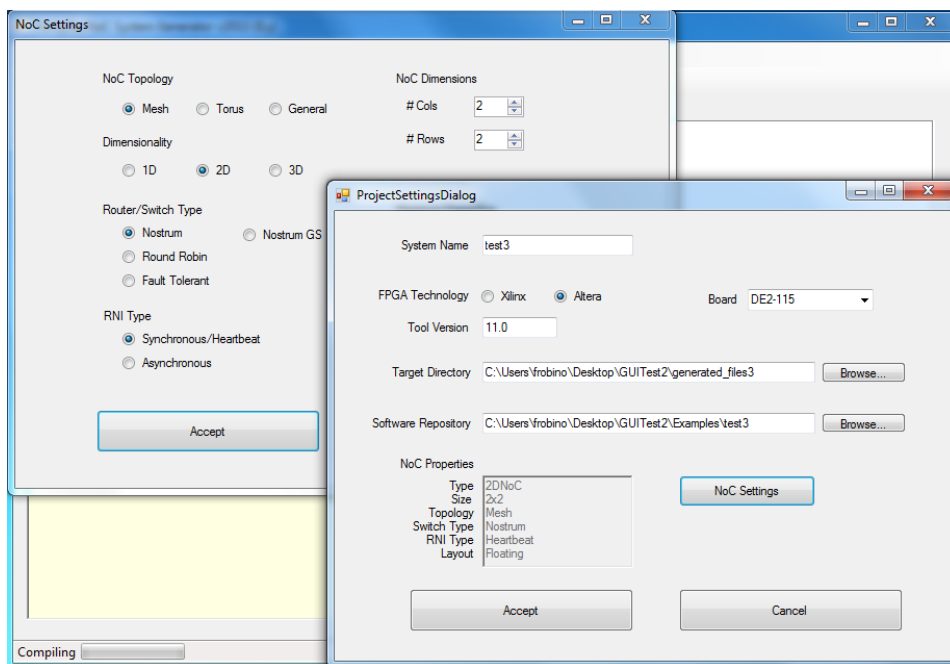 NoC Settings
NoC Topology
Mesh Torus General
Dimensionality
1D 2D 3D
Router/Switch Type
Nostrum Nostrum GS
Round Robin
Fault Tolerant
RNI Type
Synchronous/Heartbeat
Asynchronous
Accept
NoC Dimensions
# Cols 2
# Rows 2
ProjectSettingsDialog
System Name test3
FPGA Technology Xilinx Altera Board DE2-115
Tool Version 11.0
Target Directory C:\Users\frobino\Desktop\GUITest2\generated_files3 Browse...
Software Repository C:\Users\frobino\Desktop\GUITest2\Examples\test3 Browse...
NoC Properties
Type 2DNoC
Size 2x2
Topology Mesh
Switch Type Nostrum
RNI Type Heartbeat
Layout Floating
NoC Settings
Accept Cancel
Compiling